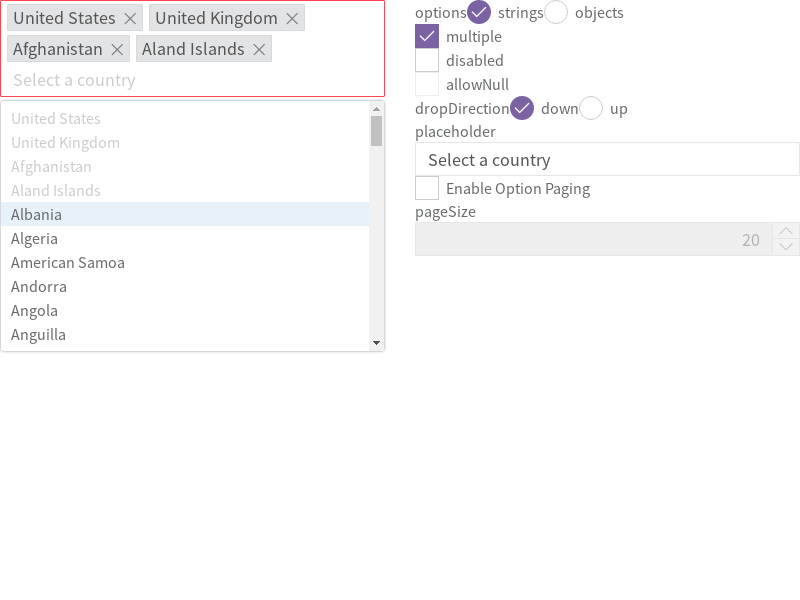 United States
United Kingdom
Afghanistan
Aland Islands
Select a country
United States
United Kingdom
Afghanistan
Aland Islands
Albania
Algeria
American Samoa
Andorra
Angola
Anguilla
options strings objects
multiple
disabled
allowNull
dropDirection down up
placeholder
Select a country
Enable Option Paging
pageSize
20